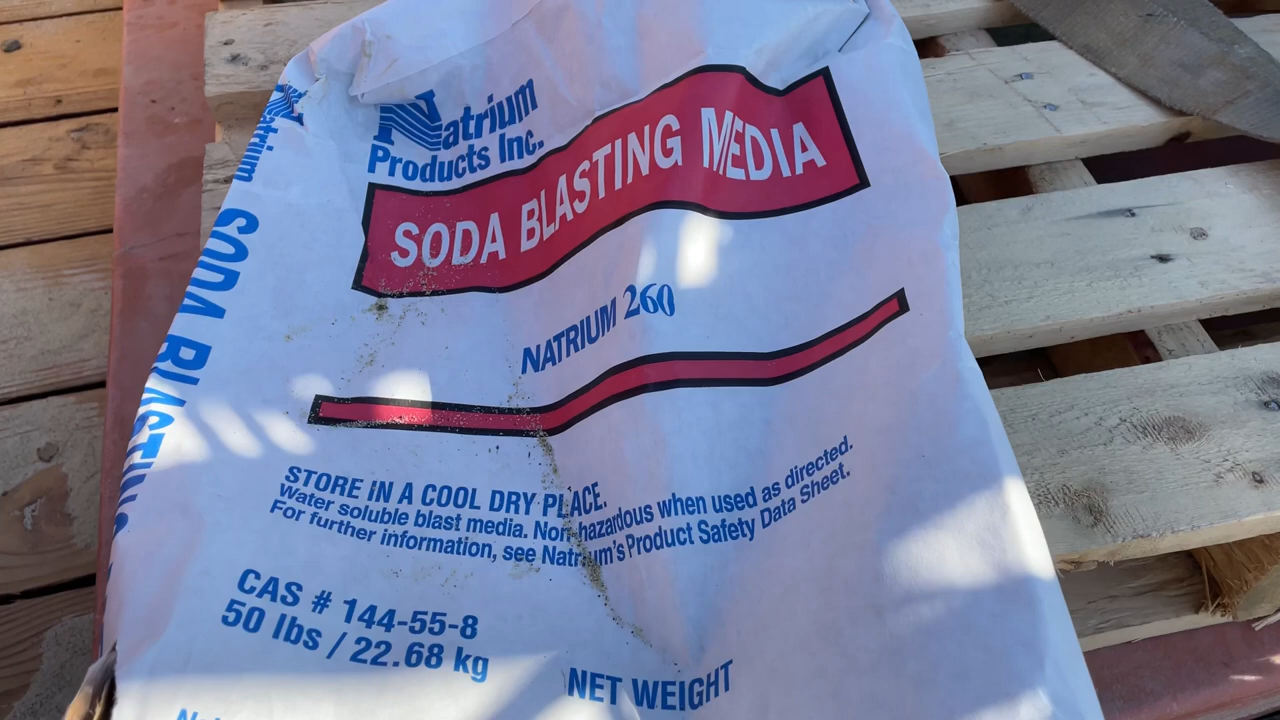 Natrium
Products Inc.
SODA BLASTING MEDIA
NATRIUM 260
STORE IN A COOL DRY PLACE.
Water soluble blast media. Non-hazardous when used as directed.
For further information, see Natrium's Product Safety Data Sheet.
CAS # 144-55-8
50 lbs / 22.68 kg
NET WEIGHT
Natrium SODA BLASTING